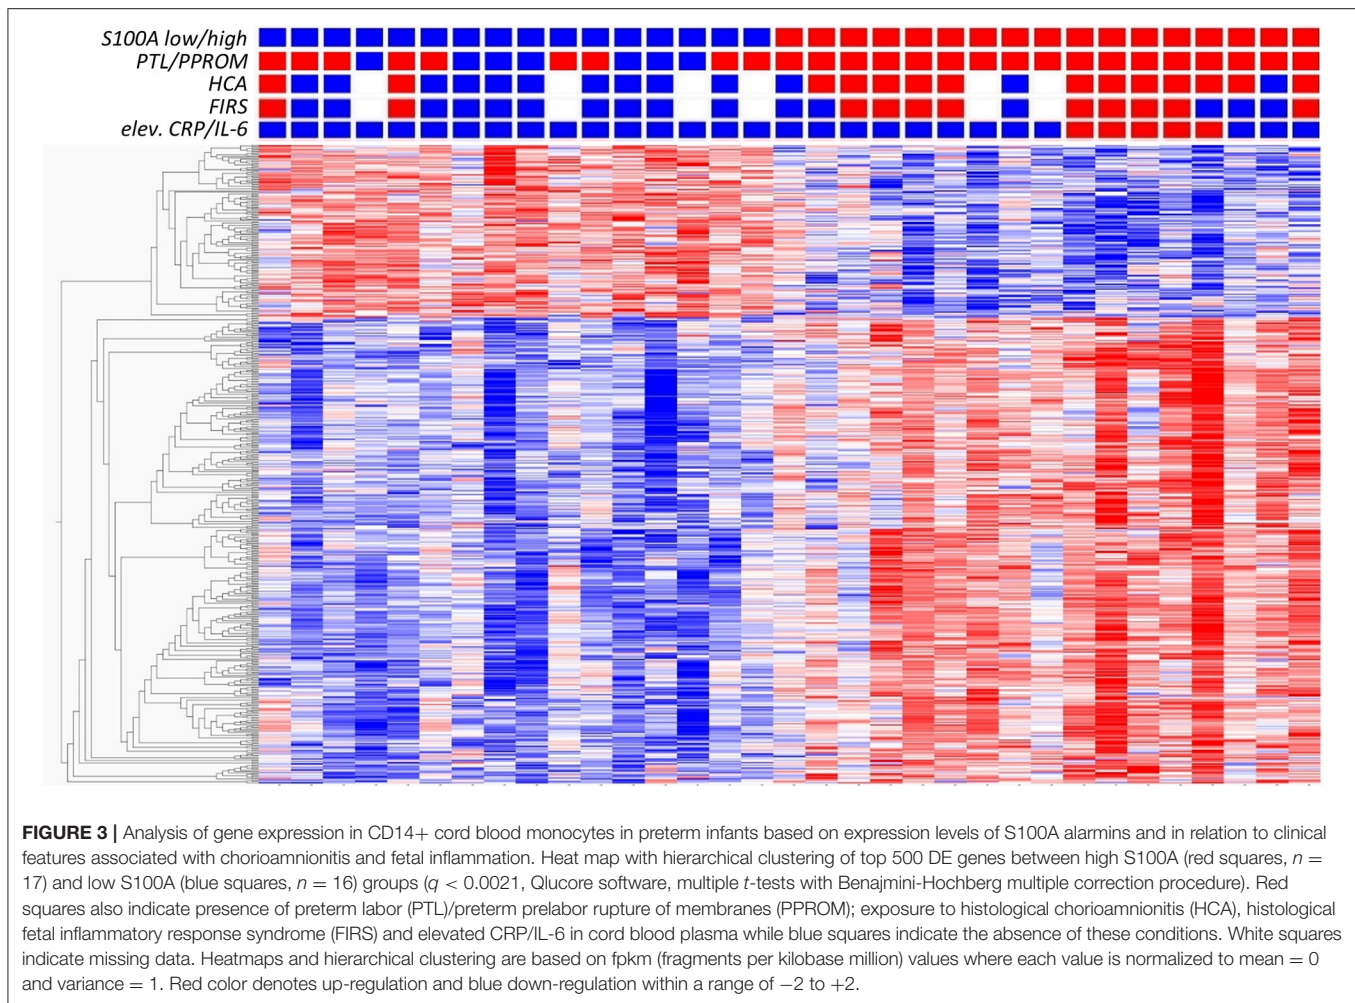 S100A low/high
PTL/PPROM
HCA
FIRS
elev. CRP/IL-6
FIGURE 3 | Analysis of gene expression in CD14+ cord blood monocytes in preterm infants based on expression levels of S100A alarmins and in relation to clinical
features associated with chorioamnionitis and fetal inflammation. Heat map with hierarchical clustering of top 500 DE genes between high S100A (red squares, n =
17) and low S100A (blue squares, n = 16) groups (q < 0.0021, Qlucore software, multiple t-tests with Benajmini-Hochberg multiple correction procedure). Red
squares also indicate presence of preterm labor (PTL)/preterm prelabor rupture of membranes (PPROM); exposure to histological chorioamnionitis (HCA), histological
fetal inflammatory response syndrome (FIRS) and elevated CRP/IL-6 in cord blood plasma while blue squares indicate the absence of these conditions. White squares
indicate missing data. Heatmaps and hierarchical clustering are based on fpkm (fragments per kilobase million) values where each value is normalized to mean = 0
and variance = 1. Red color denotes up-regulation and blue down-regulation within a range of −2 to +2.